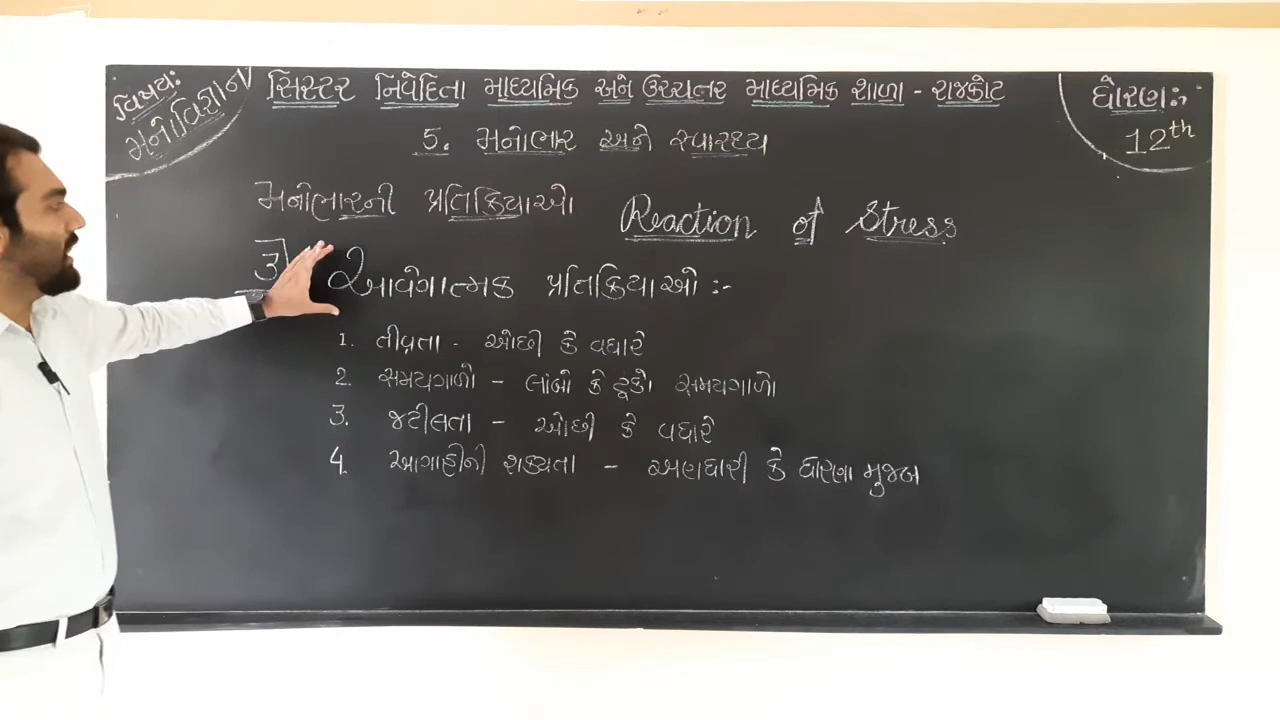 વિષય:
મનોવિજ્ઞાન
સિસ્ટર નિવેદિતા માધ્યમિક અને ઉચ્ચતર માધ્યમિક શાળા - રાજકોટ
ધોરણ:
12th
5. મનોભાર અને સ્વાસ્થ્ય
મનોભારની પ્રતિક્રિયાઓ Reaction of Stress
3) આવેગાત્મક પ્રતિક્રિયાઓ :-
1. તીવ્રતા - ઓછી કે વધારે
2. સમયગાળો - લાંબો કે ટૂંકો સમયગાળો
3. જટીલતા - ઓછી કે વધારે
4. આગાહીની શક્યતા - અણધારી કે ધારણા મુજબ